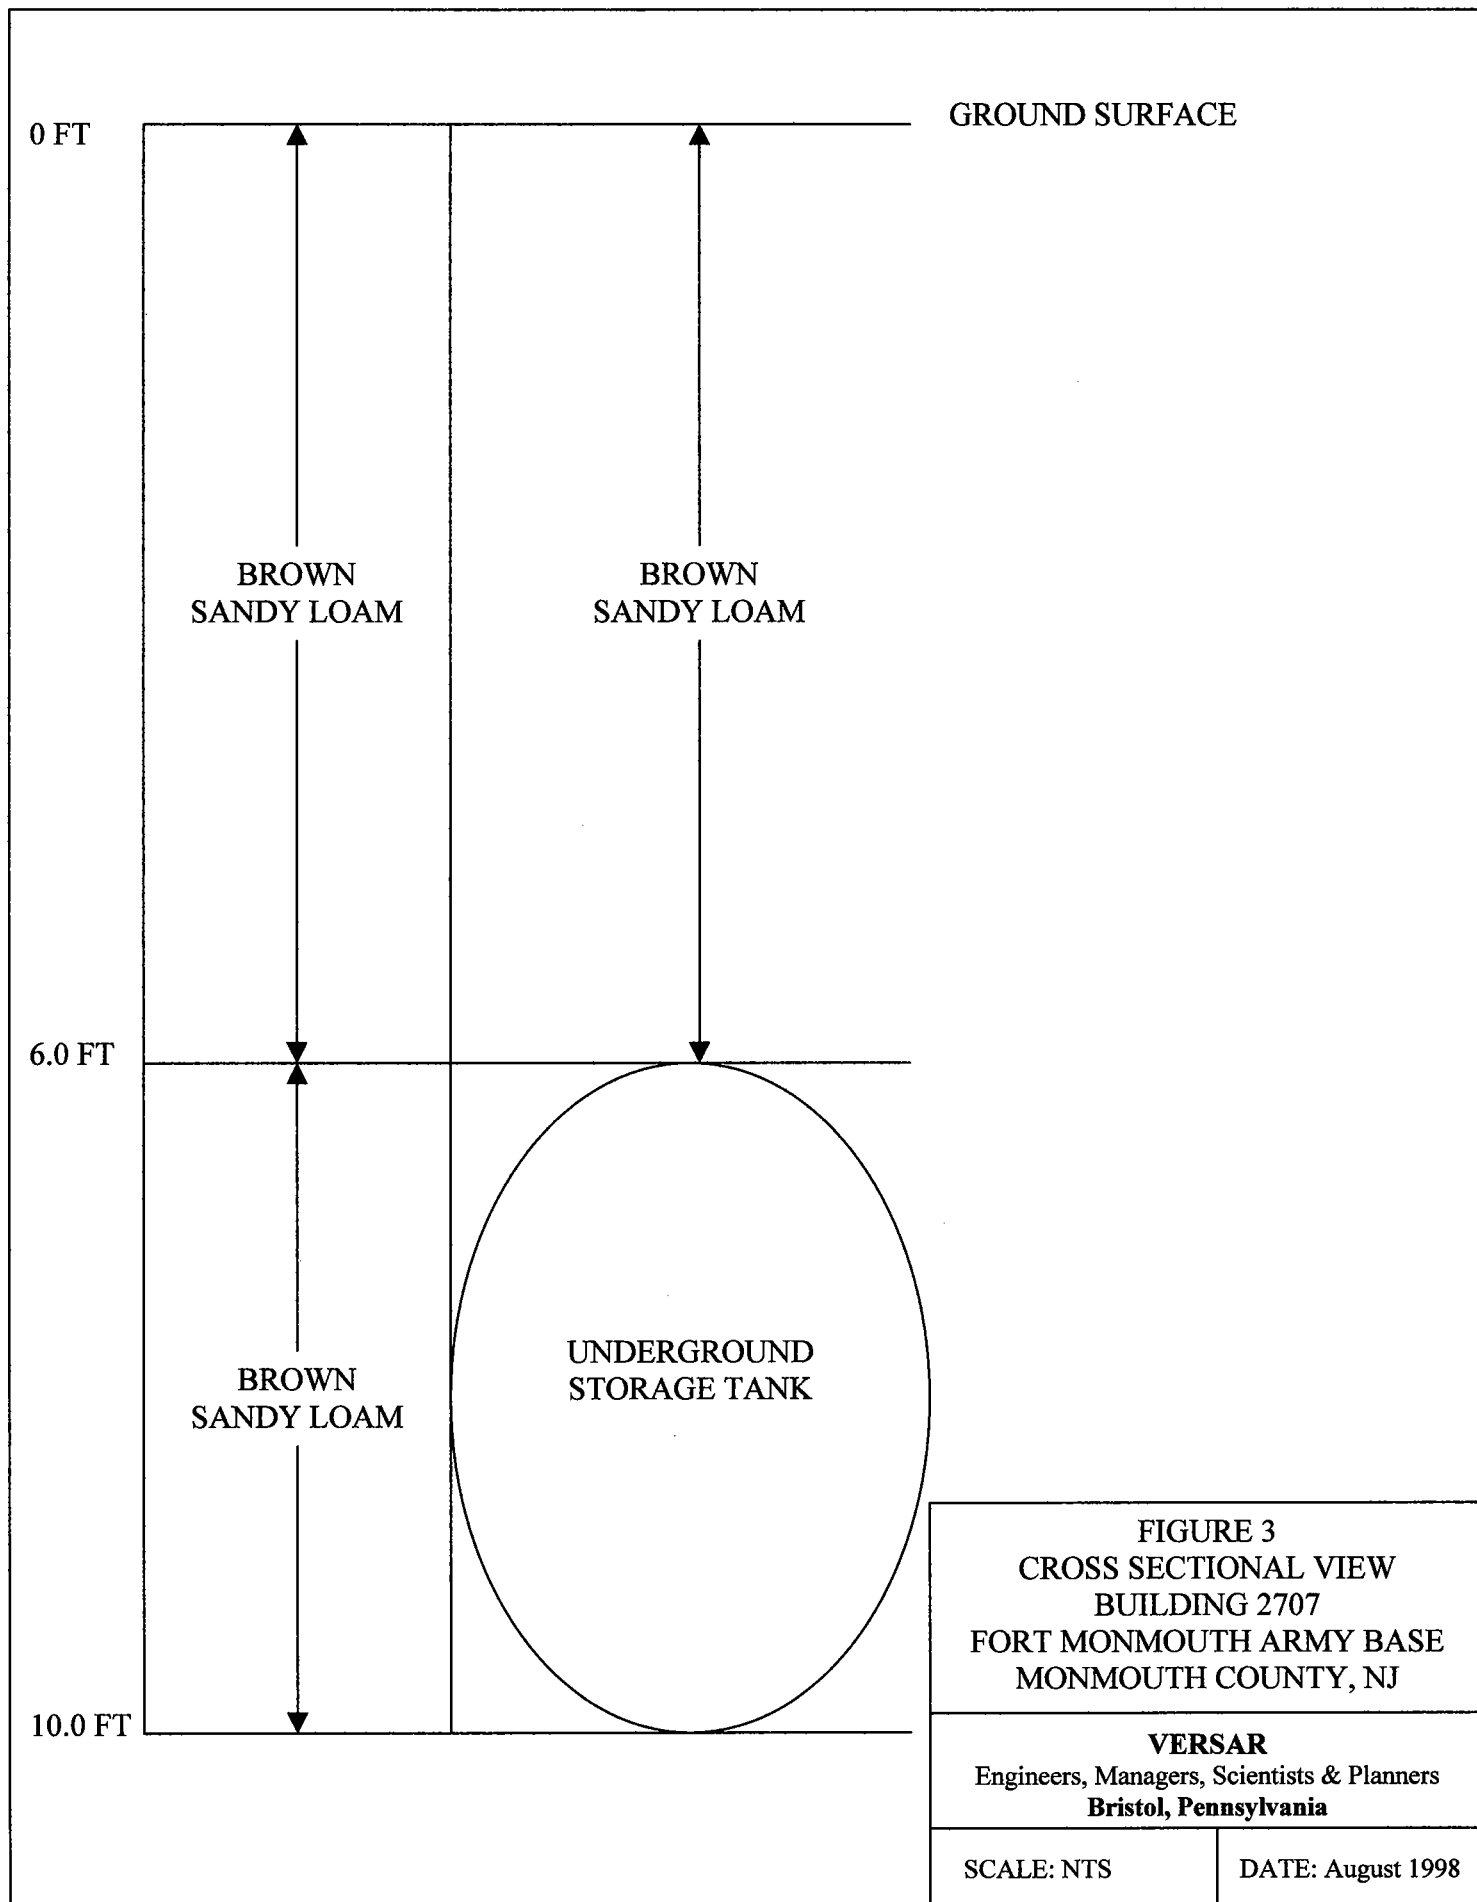 GROUND SURFACE
0 FT
BROWN
SANDY LOAM
BROWN
SANDY LOAM
6.0 FT
BROWN
SANDY LOAM
UNDERGROUND
STORAGE TANK
10.0 FT
FIGURE 3
CROSS SECTIONAL VIEW
BUILDING 2707
FORT MONMOUTH ARMY BASE
MONMOUTH COUNTY, NJ
VERSAR
Engineers, Managers, Scientists & Planners
Bristol, Pennsylvania
SCALE: NTS
DATE: August 1998